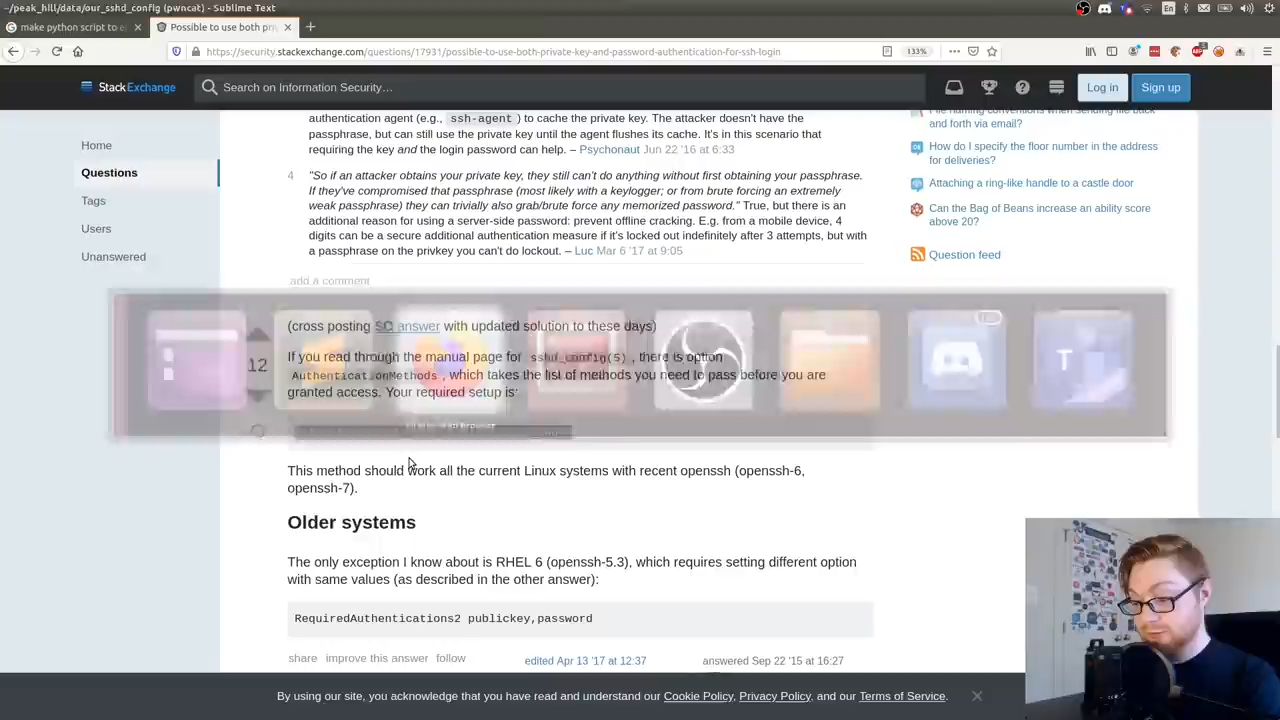 ~/peak_hill/data/our_sshd_config (pwncat) - Sublime Text
En
make python script to e
Possible to use both priv
https://security.stackexchange.com/questions/17931/possible-to-use-both-private-key-and-password-authentication-for-ssh-login
133%
StackExchange
Search on Information Security…
Log in
Sign up
Home
Questions
Tags
Users
Unanswered
authentication agent (e.g., ssh-agent ) to cache the private key. The attacker doesn't have the
passphrase, but can still use the private key until the agent flushes its cache. It's in this scenario that
requiring the key and the login password can help. – Psychonaut Jun 22 '16 at 6:33
4
"So if an attacker obtains your private key, they still can't do anything without first obtaining your passphrase.
If they've compromised that passphrase (most likely with a keylogger; or from brute forcing an extremely
weak passphrase) they can trivially also grab/brute force any memorized password." True, but there is an
additional reason for using a server-side password: prevent offline cracking. E.g. from a mobile device, 4
digits can be a secure additional authentication measure if it's locked out indefinitely after 3 attempts, but with
a passphrase on the privkey you can't do lockout. – Luc Mar 6 '17 at 9:05
add a comment
12
(cross posting SO answer with updated solution to these days)
If you read through the manual page for sshd_config(5) , there is option
AuthenticationMethods , which takes the list of methods you need to pass before you are
granted access. Your required setup is:
This method should work all the current Linux systems with recent openssh (openssh-6,
openssh-7).
Older systems
The only exception I know about is RHEL 6 (openssh-5.3), which requires setting different option
with same values (as described in the other answer):
RequiredAuthentications2 publickey,password
share improve this answer follow
edited Apr 13 '17 at 12:37
answered Sep 22 '15 at 16:27
File naming conventions when sending file back
and forth via email?
How do I specify the floor number in the address
for deliveries?
Attaching a ring-like handle to a castle door
Can the Bag of Beans increase an ability score
above 20?
Question feed
T
By using our site, you acknowledge that you have read and understand our Cookie Policy, Privacy Policy, and our Terms of Service.